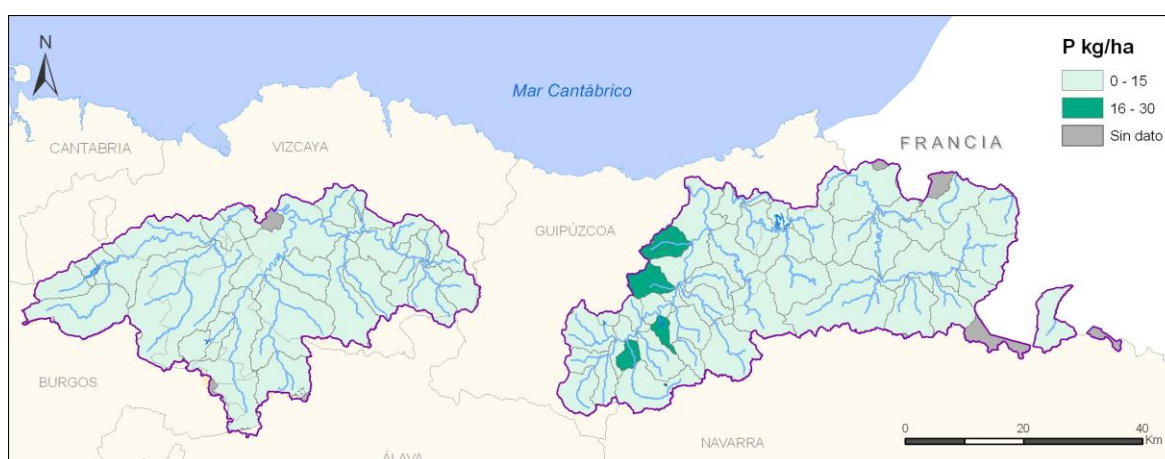 N
Mar Cantábrico
P kg/ha
0 - 15
16 - 30
Sin dato
FRANCIA
CANTABRIA
VIZCAYA
GUIPÚZCOA
BURGOS
ÁLAVA
NAVARRA
0 20 40
Km